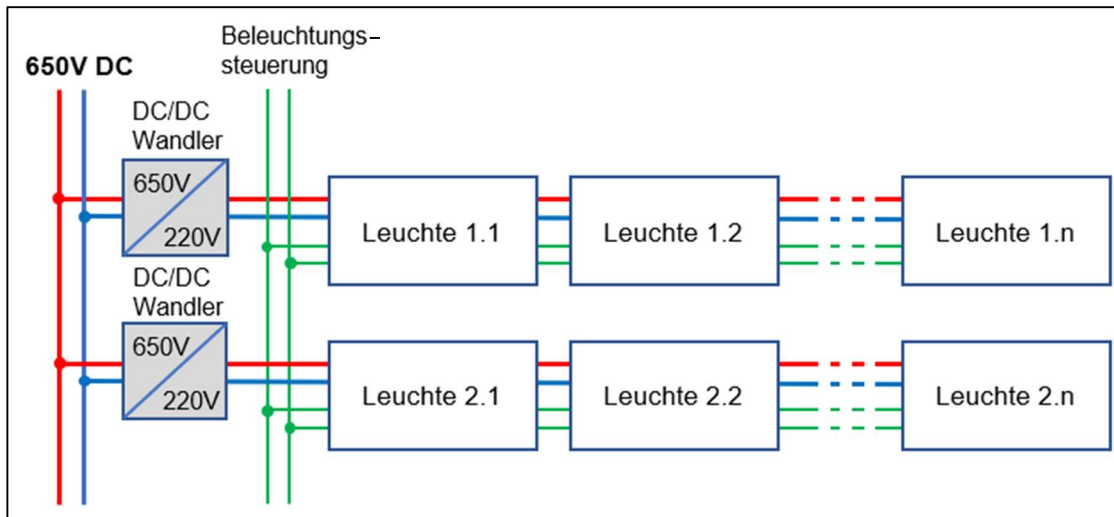 650V DC
Beleuchtungs–
steuerung
DC/DC
Wandler
650V
220V
Leuchte 1.1
Leuchte 1.2
Leuchte 1.n
DC/DC
Wandler
650V
220V
Leuchte 2.1
Leuchte 2.2
Leuchte 2.n